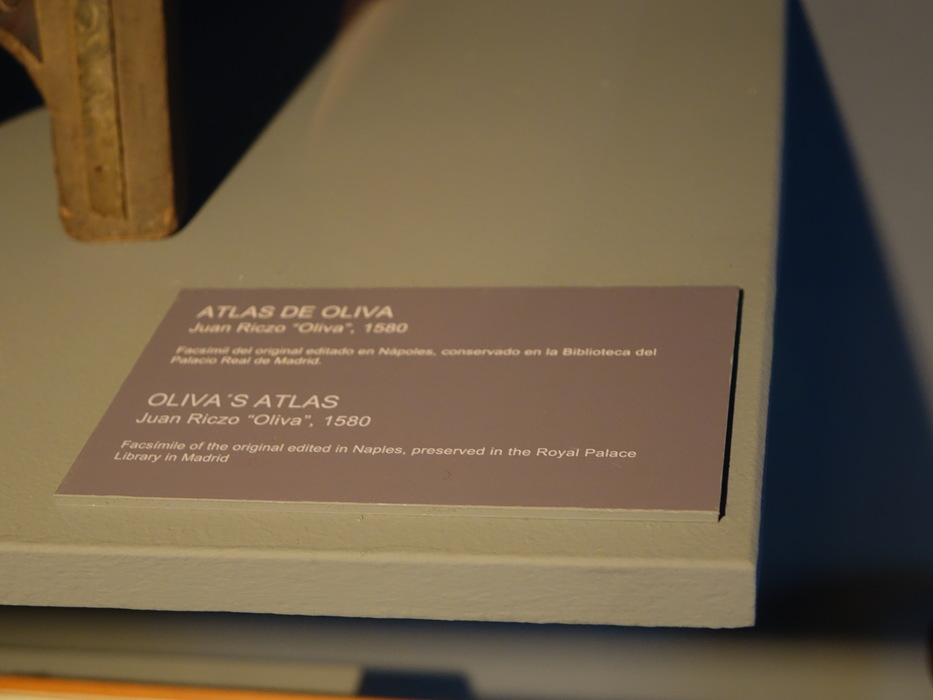 ATLAS DE OLIVA
Juan Riczo "Oliva", 1580
Facsímil del original editado en Nápoles, conservado en la Biblioteca del
Palacio Real de Madrid.
OLIVA´S ATLAS
Juan Riczo "Oliva", 1580
Facsímile of the original edited in Naples, preserved in the Royal Palace
Library in Madrid